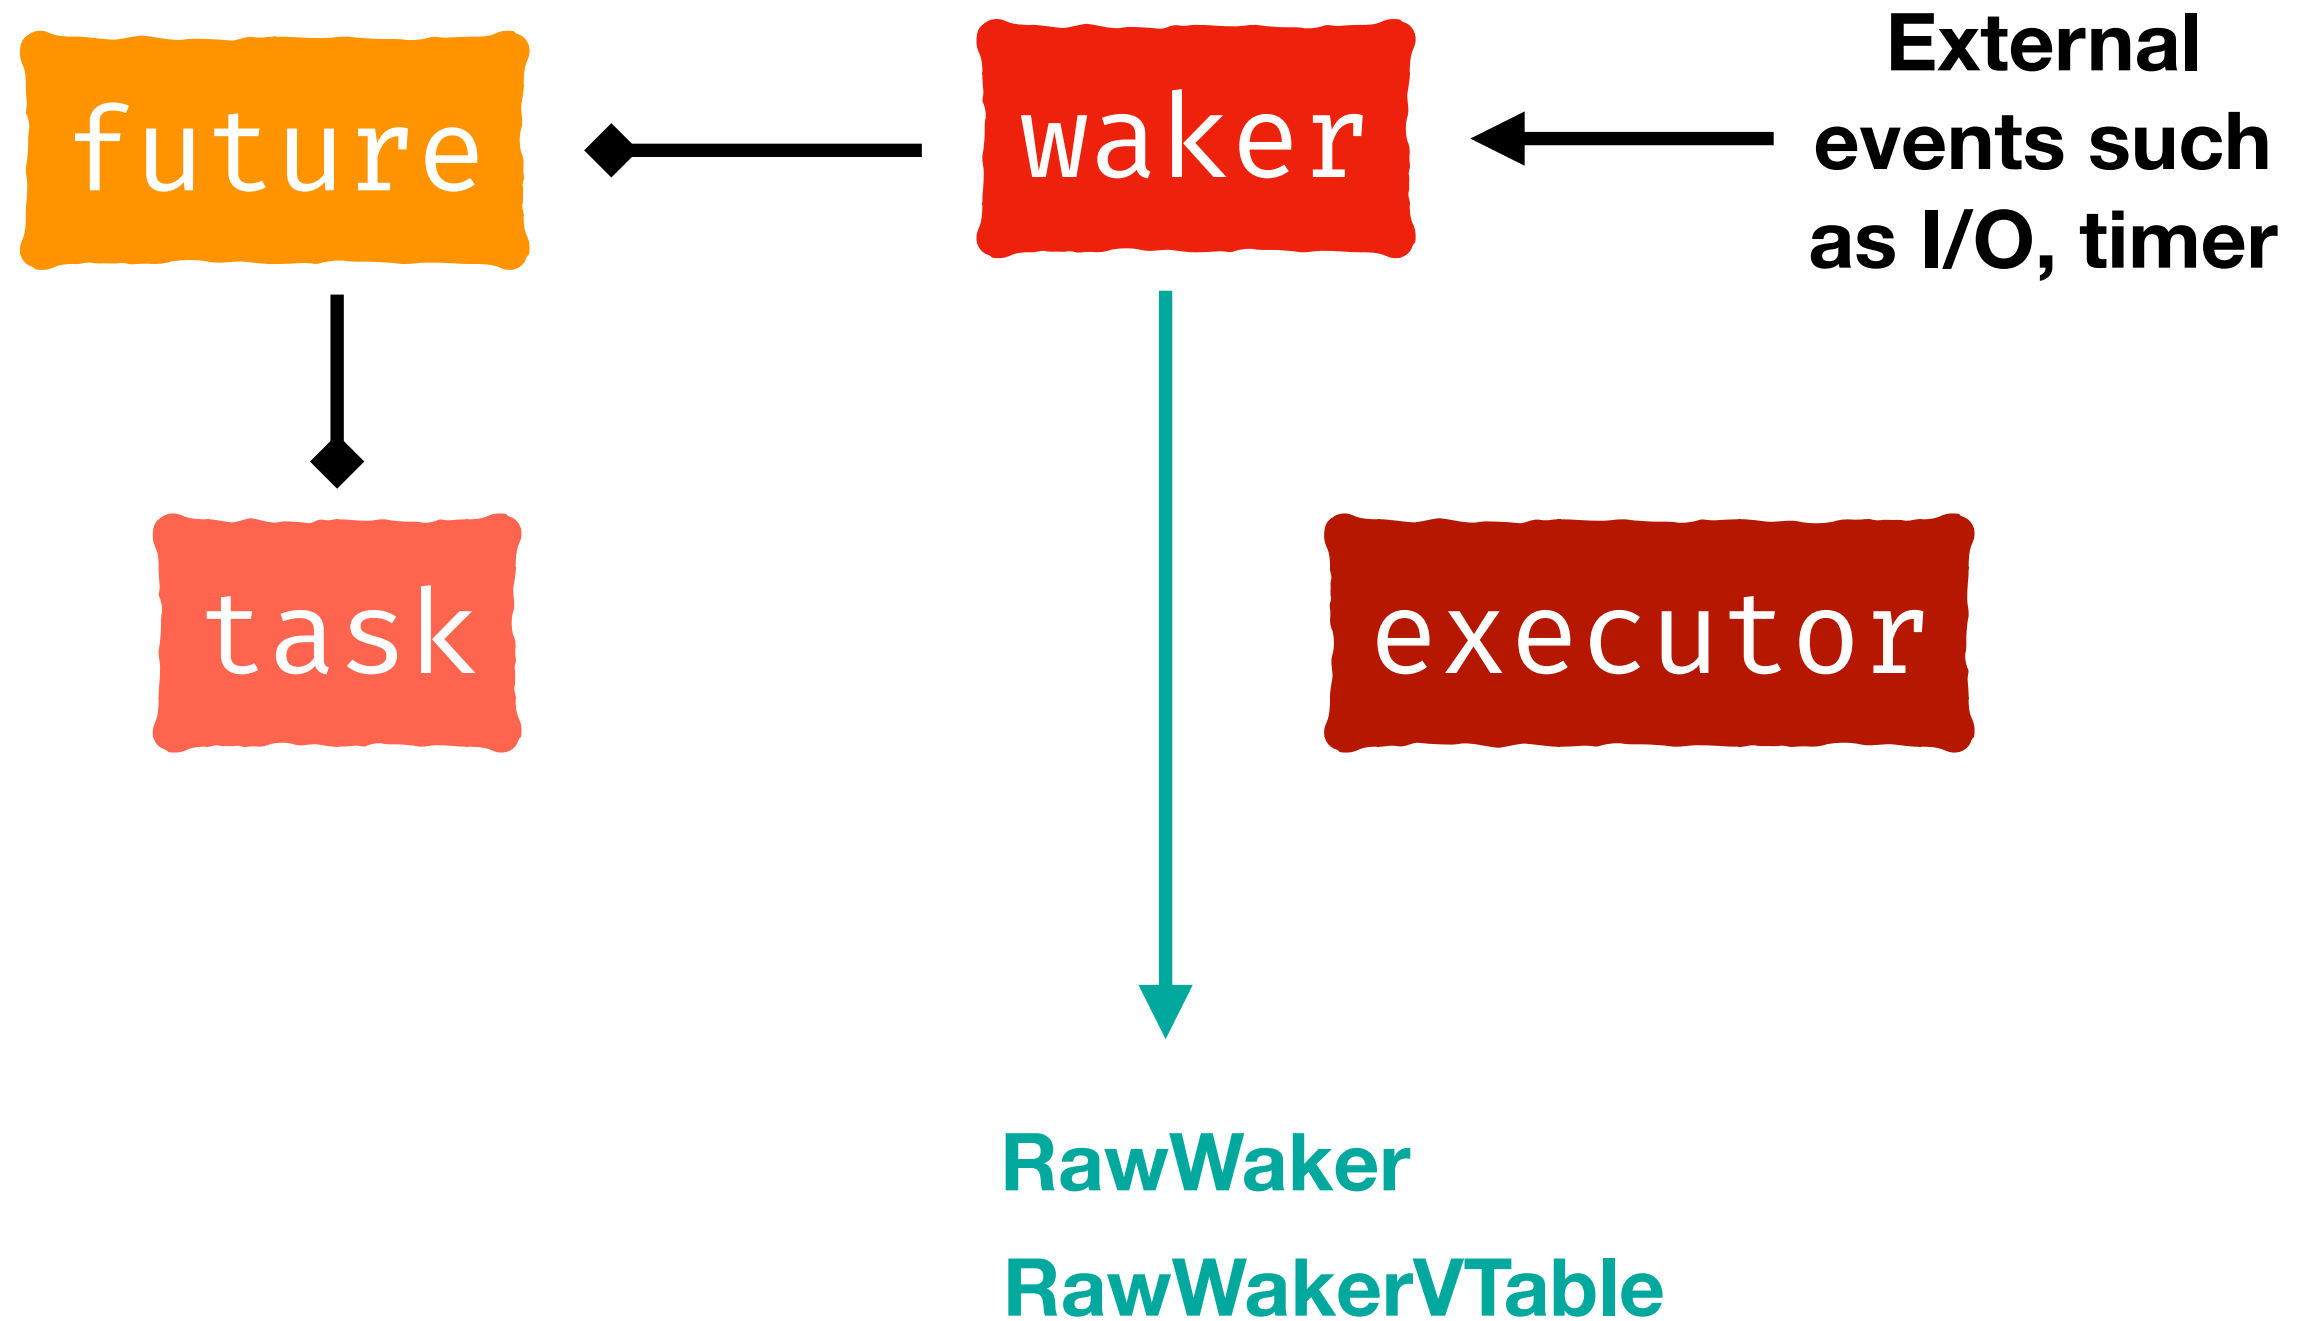 future
waker
External
events such
as I/O, timer
task
executor
RawWaker
RawWakerVTable